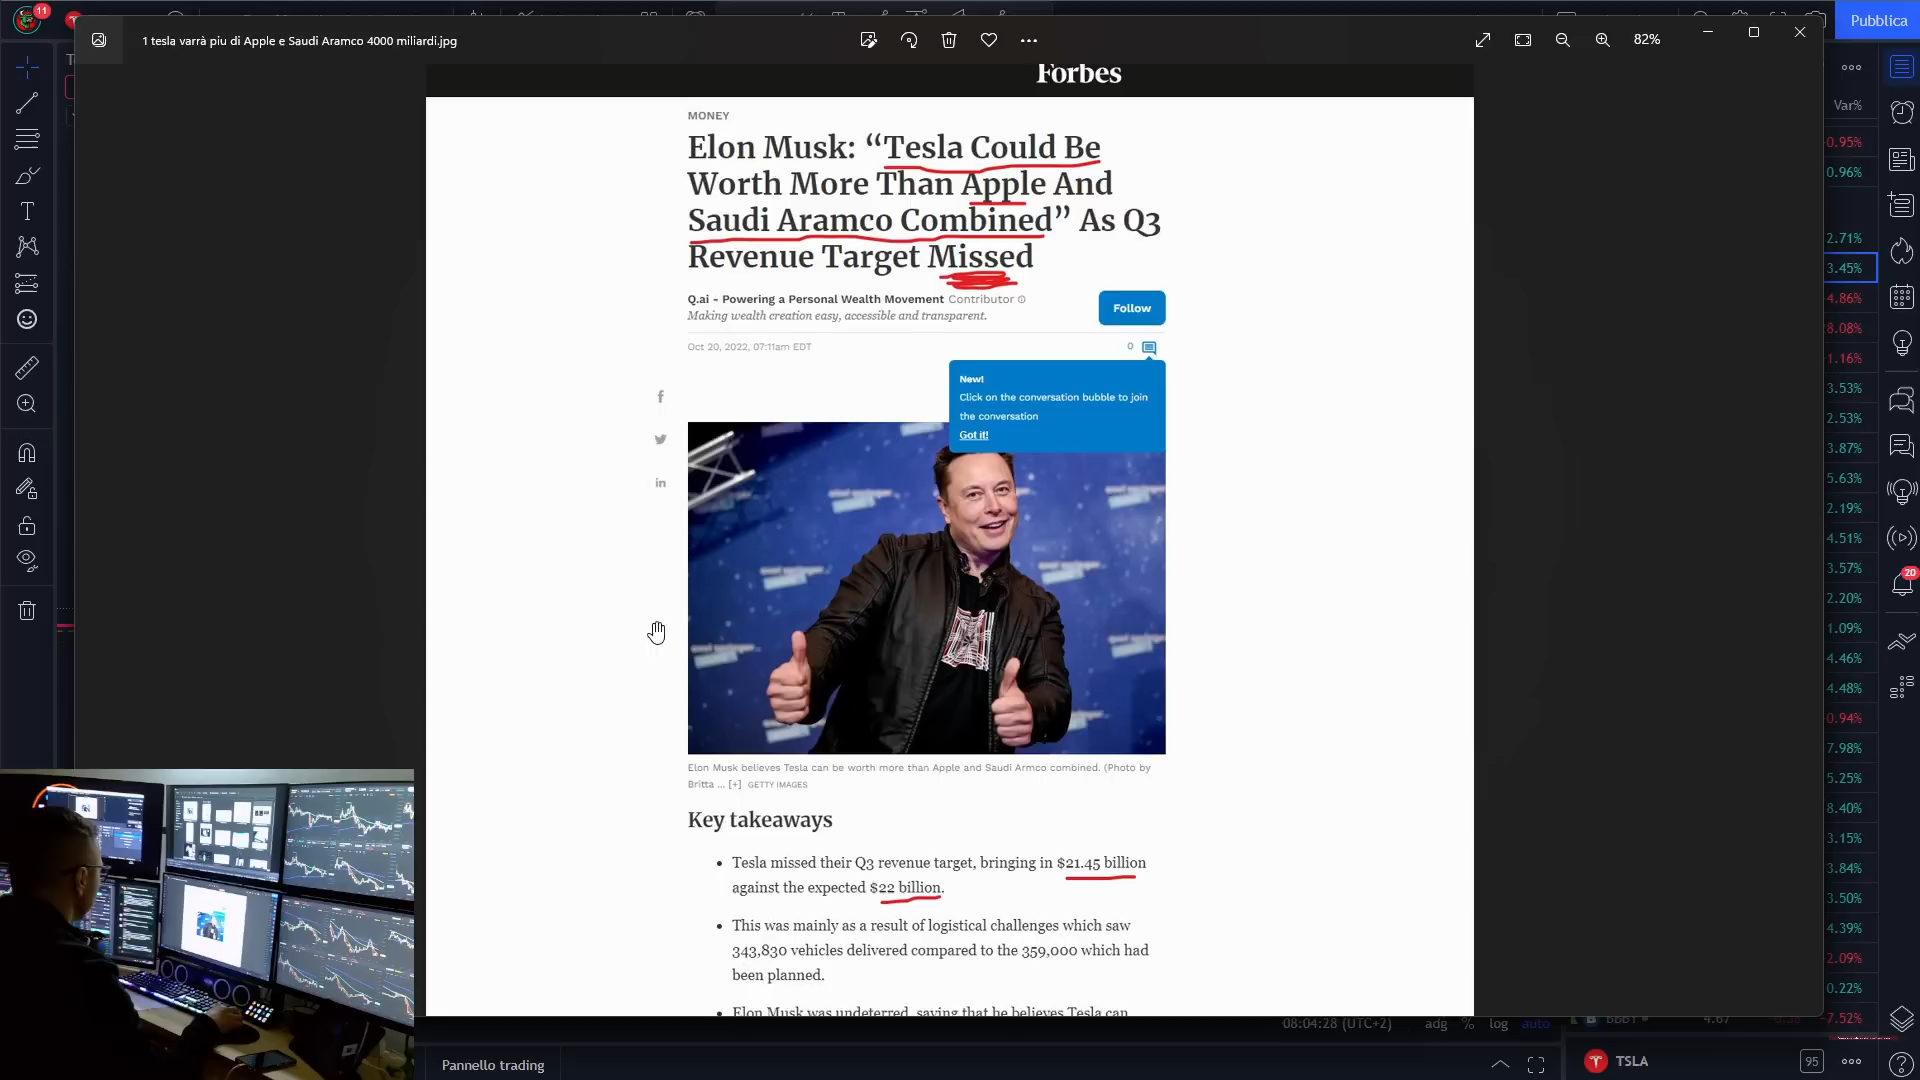 11
Pubblica
1 tesla varrà piu di Apple e Saudi Aramco 4000 miliardi.jpg
82%
Forbes
MONEY
Elon Musk: “Tesla Could Be
Worth More Than Apple And
Saudi Aramco Combined” As Q3
Revenue Target Missed
Q.ai - Powering a Personal Wealth Movement Contributor
Making wealth creation easy, accessible and transparent.
Follow
Oct 20, 2022, 07:11am EDT
0
New!
Click on the conversation bubble to join
the conversation
Got it!
Elon Musk believes Tesla can be worth more than Apple and Saudi Armco combined. (Photo by
Britta ... [+] GETTY IMAGES
Key takeaways
• Tesla missed their Q3 revenue target, bringing in $21.45 billion
against the expected $22 billion.
• This was mainly as a result of logistical challenges which saw
343,830 vehicles delivered compared to the 359,000 which had
been planned.
• Elon Musk was undeterred, saying that he believes Tesla can
Var%
0.95%
0.96%
2.71%
3.45%
4.86%
8.08%
1.16%
3.53%
2.53%
3.87%
5.63%
2.19%
4.51%
3.57%
2.20%
1.09%
4.46%
4.48%
0.94%
7.98%
5.25%
8.40%
3.15%
3.84%
3.50%
4.39%
2.09%
0.22%
-7.52%
20
08:04:28 (UTC+2)
adg % log auto
Pannello trading
TSLA
95